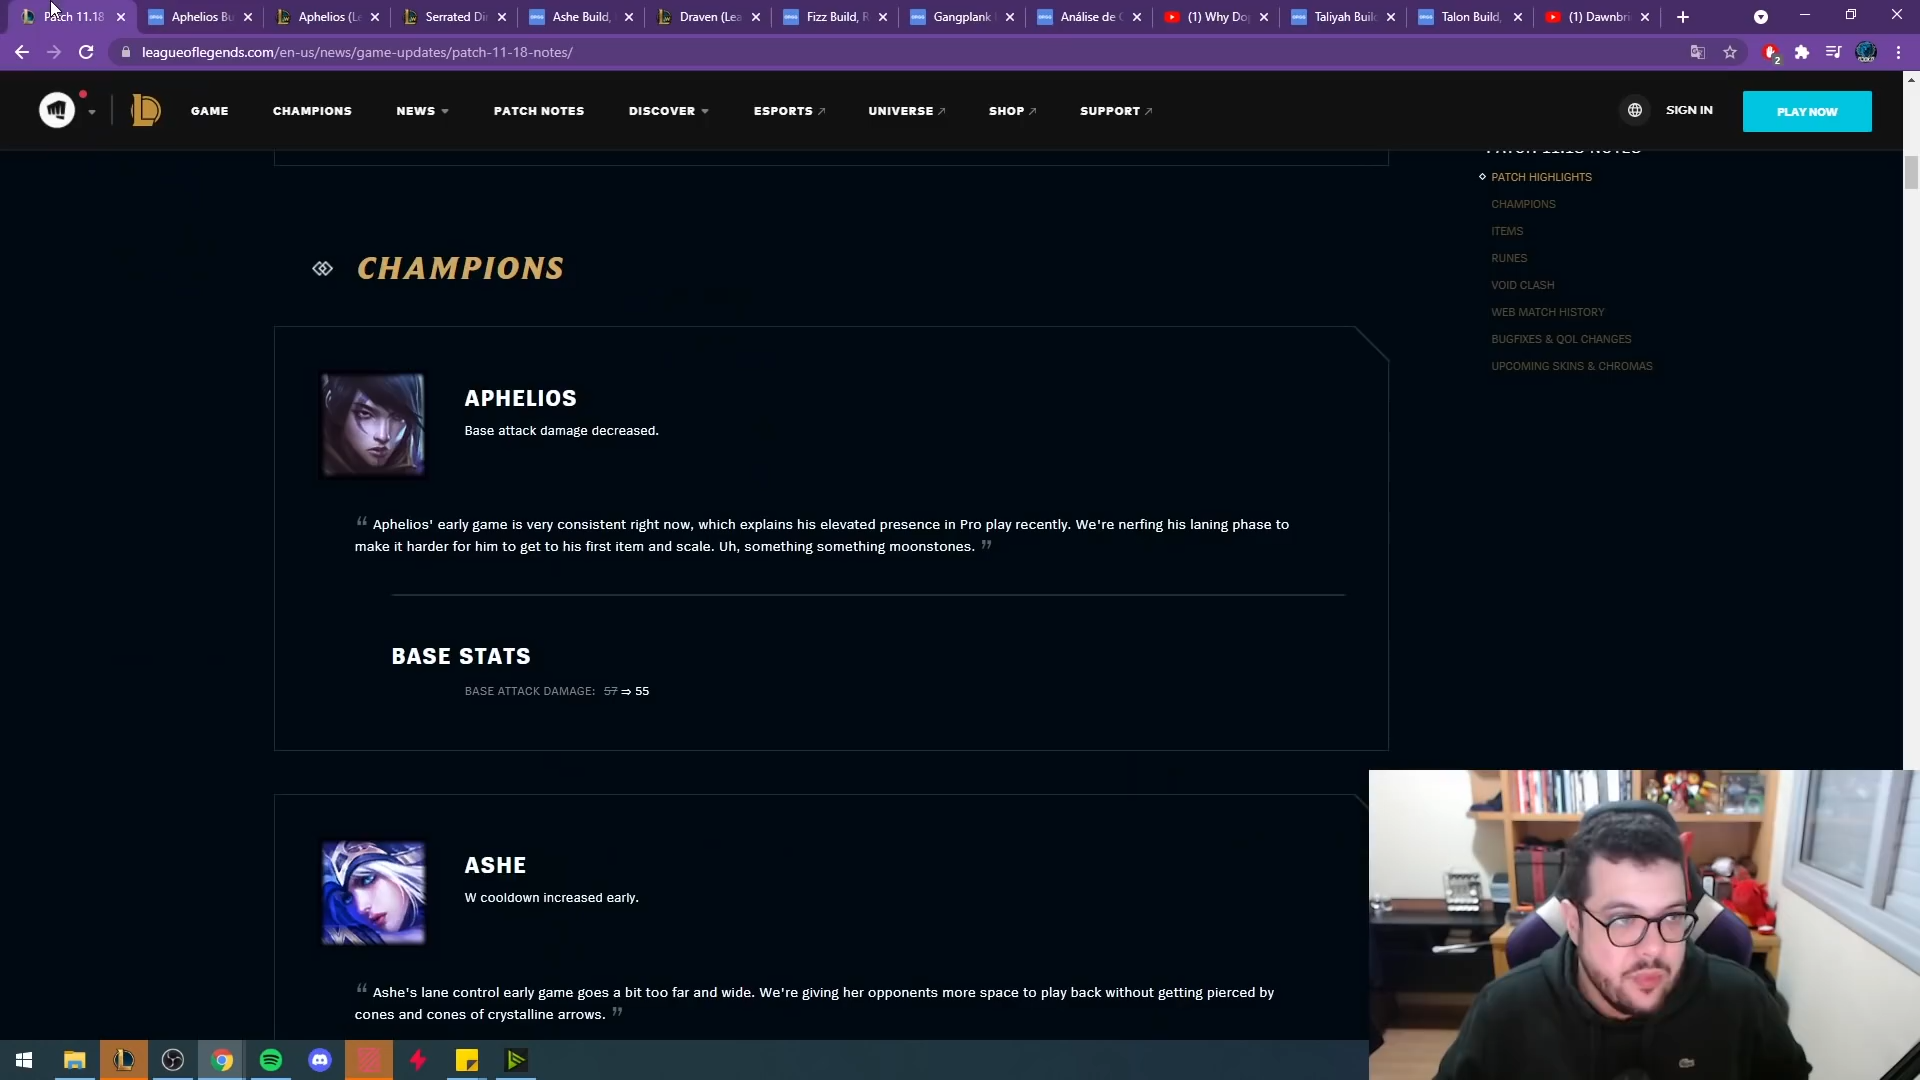 Patch 11.18
Aphelios Bu
Aphelios (Le
Serrated Dir
Ashe Build,
Draven (Lea
Fizz Build, R
Gangplank
Análise de C
(1) Why Do
Taliyah Buil
Talon Build,
(1) Dawnbri
leagueoflegends.com/en-us/news/game-updates/patch-11-18-notes/
2
GAME
CHAMPIONS
NEWS
PATCH NOTES
DISCOVER
ESPORTS
UNIVERSE
SHOP
SUPPORT
SIGN IN
PLAY NOW
PATCH 11.18 NOTES
PATCH HIGHLIGHTS
CHAMPIONS
ITEMS
RUNES
VOID CLASH
WEB MATCH HISTORY
BUGFIXES & QOL CHANGES
UPCOMING SKINS & CHROMAS
CHAMPIONS
APHELIOS
Base attack damage decreased.
“ Aphelios' early game is very consistent right now, which explains his elevated presence in Pro play recently. We're nerfing his laning phase to
make it harder for him to get to his first item and scale. Uh, something something moonstones. ”
BASE STATS
BASE ATTACK DAMAGE: 57 ⇒ 55
ASHE
W cooldown increased early.
“ Ashe's lane control early game goes a bit too far and wide. We're giving her opponents more space to play back without getting pierced by
cones and cones of crystalline arrows. ”